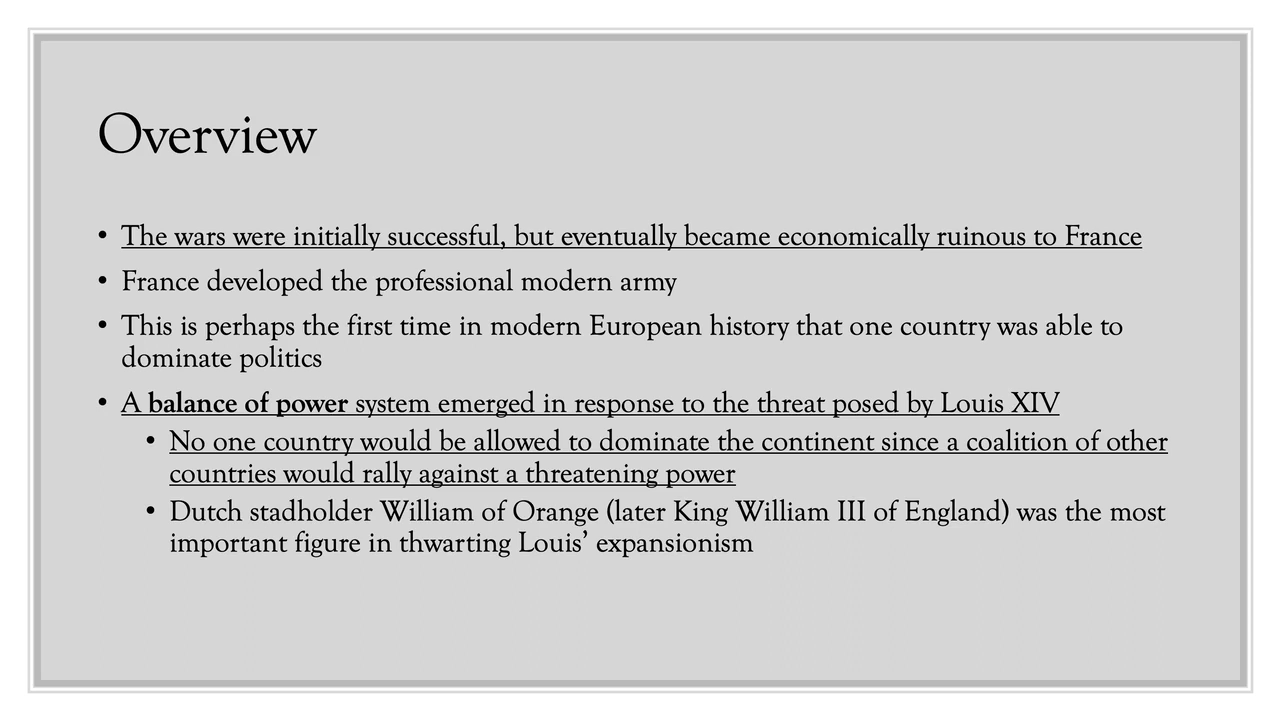 Overview
• The wars were initially successful, but eventually became economically ruinous to France
• France developed the professional modern army
• This is perhaps the first time in modern European history that one country was able to
dominate politics
• A balance of power system emerged in response to the threat posed by Louis XIV
• No one country would be allowed to dominate the continent since a coalition of other
countries would rally against a threatening power
• Dutch stadholder William of Orange (later King William III of England) was the most
important figure in thwarting Louis’ expansionism